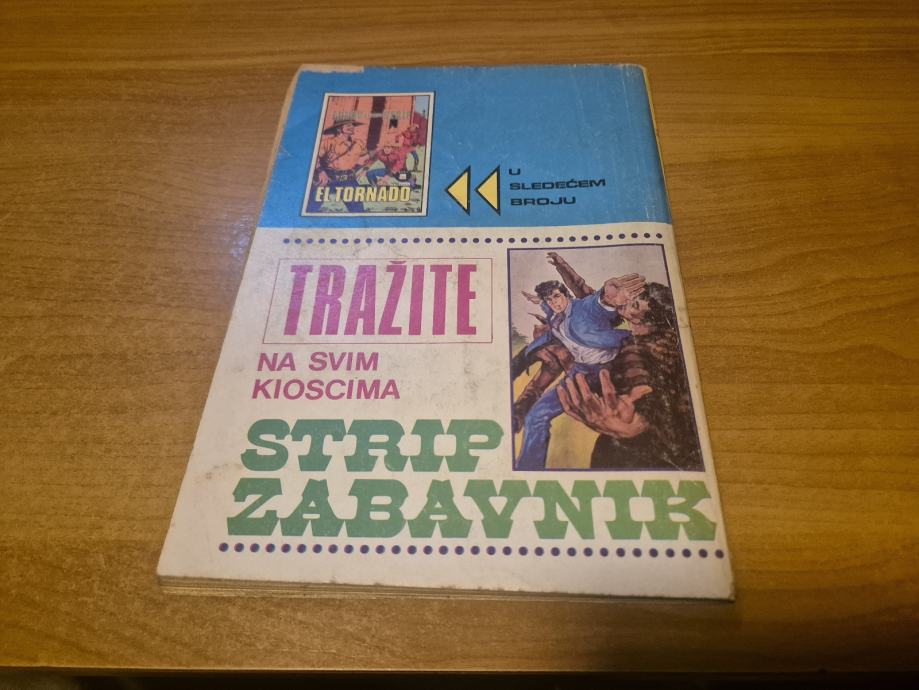 EL TORNADO
U
SLEDEĆEM
BROJU
TRAŽITE
NA SVIM
KIOSCIMA
STRIP
ZABAVNIK